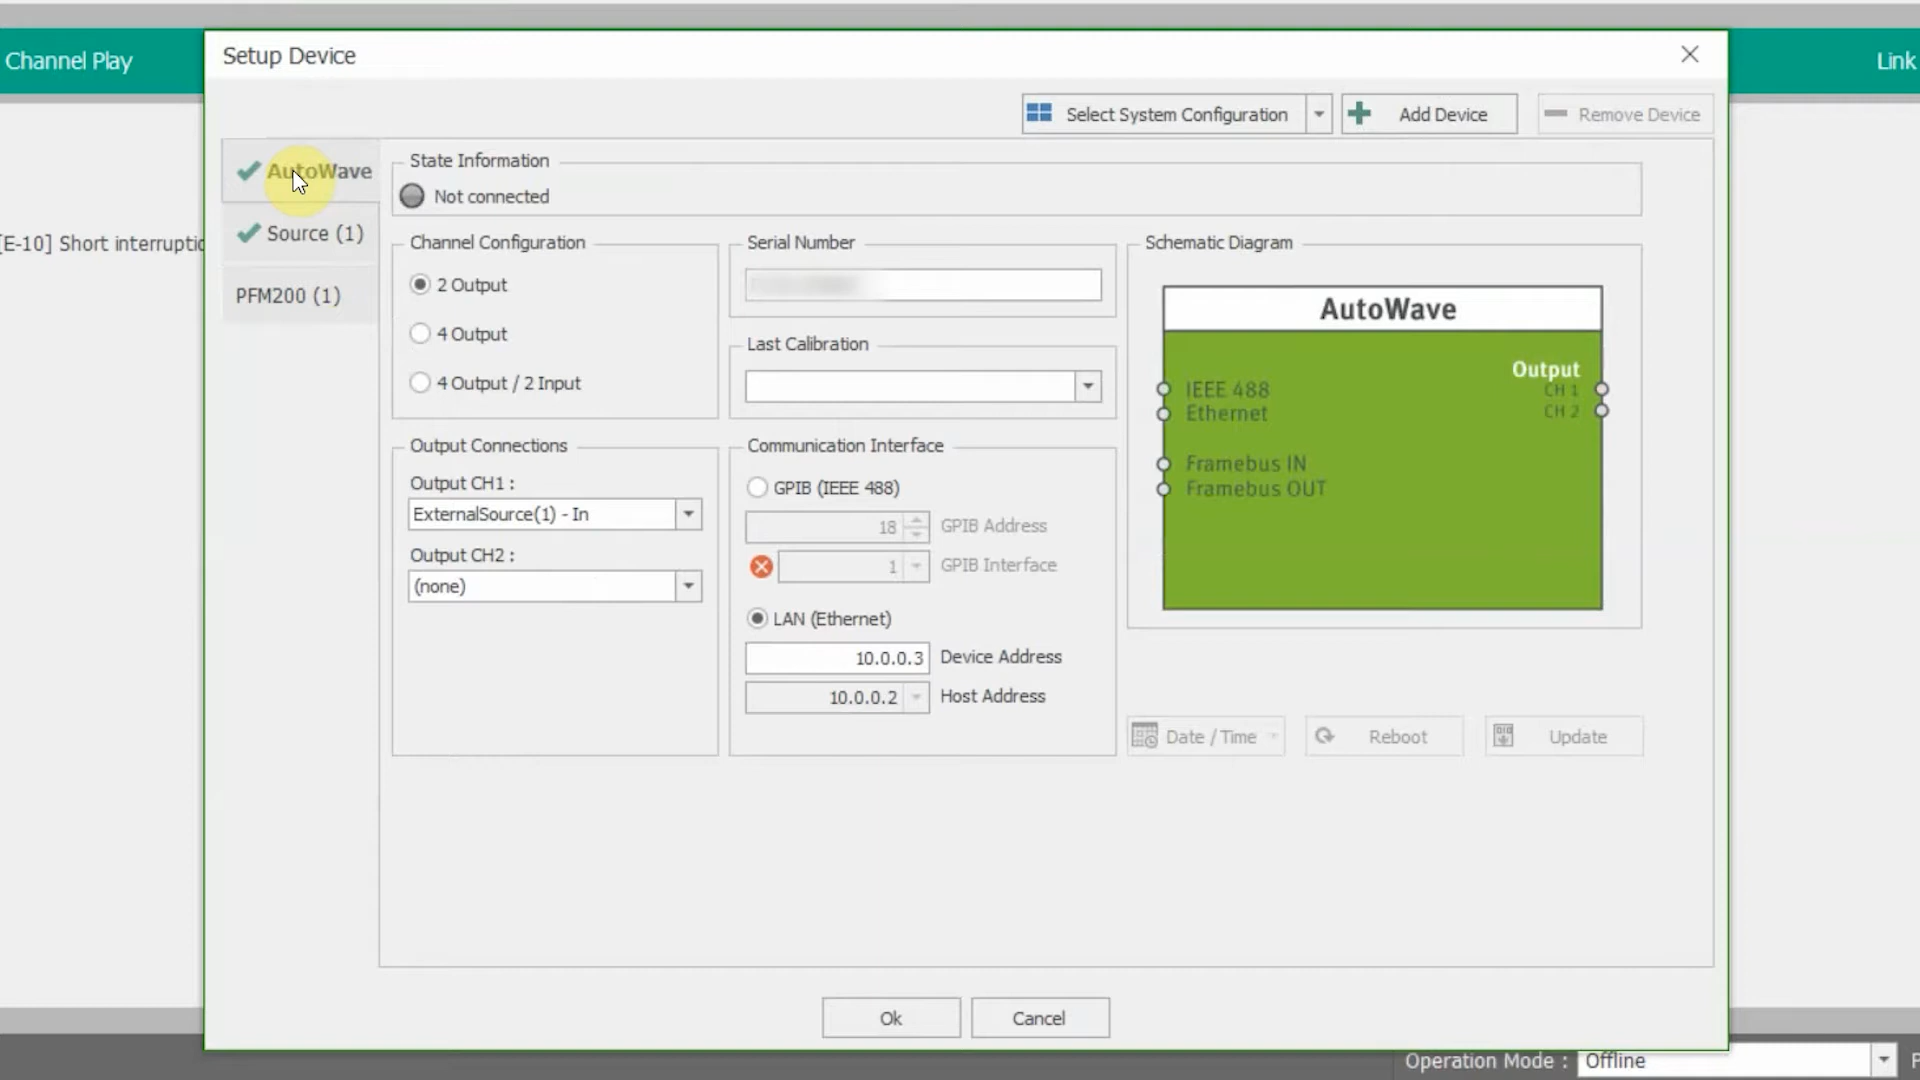 Setup Device
Channel Play
Link
Select System Configuration
Add Device
Remove Device
AutoWave
Source (1)
PFM200 (1)
[E-10] Short interruptio
State Information
Not connected
Channel Configuration
2 Output
4 Output
4 Output / 2 Input
Serial Number
Last Calibration
Schematic Diagram
AutoWave
Output
IEEE 488
CH 1
Ethernet
CH 2
Framebus IN
Framebus OUT
Output Connections
Output CH1 :
ExternalSource(1) - In
Output CH2 :
(none)
Communication Interface
GPIB (IEEE 488)
18
GPIB Address
1
GPIB Interface
LAN (Ethernet)
10.0.0.3
Device Address
10.0.0.2
Host Address
Date / Time
Reboot
Update
Ok
Cancel
Operation Mode :
Offline